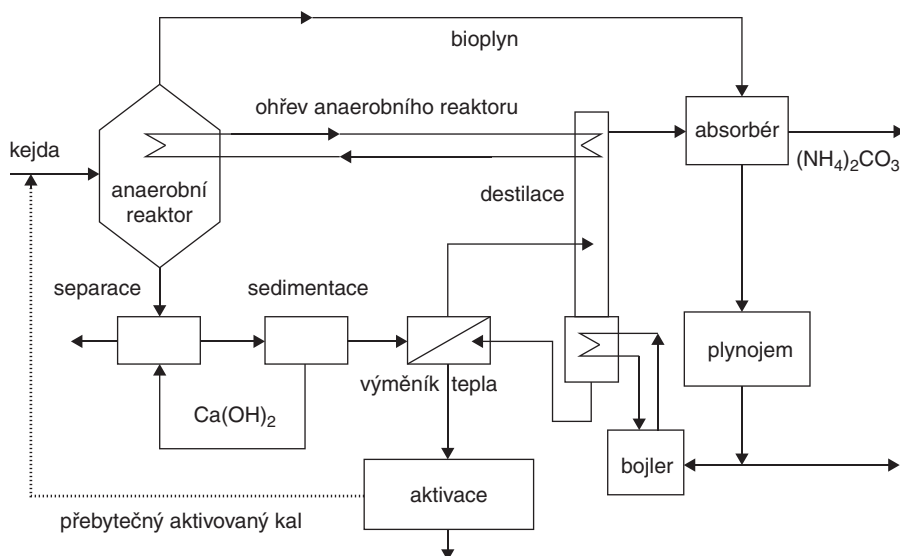 bioplyn
ohřev anaerobního reaktoru
absorbér
kejda
(NH4)2CO3
anaerobní
reaktor
destilace
separace
sedimentace
plynojem
výměník tepla
Ca(OH)2
bojler
aktivace
přebytečný aktivovaný kal